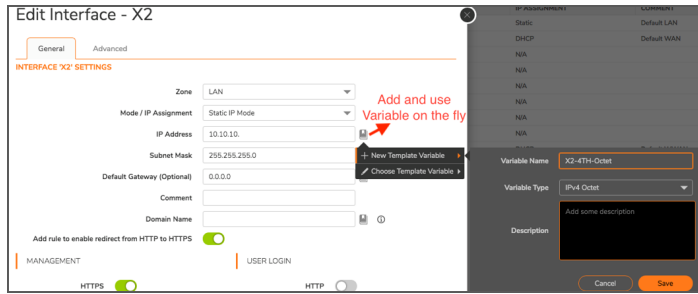 Edit Interface - X2
General Advanced
INTERFACE 'X2' SETTINGS
Zone LAN
Mode / IP Assignment Static IP Mode
IP Address 10.10.10.
Subnet Mask 255.255.255.0
Default Gateway (Optional) 0.0.0.0
Comment
Domain Name
Add rule to enable redirect from HTTP to HTTPS
MANAGEMENT USER LOGIN
HTTPS HTTP
Add and use
Variable on the fly
New Template Variable
Choose Template Variable
IP ASSIGNMENT COMMENT
Static Default LAN
DHCP Default WAN
N/A
N/A
N/A
N/A
N/A
N/A
Variable Name X2-4TH-Octet
Variable Type IPv4 Octet
Description Add some description
Cancel Save